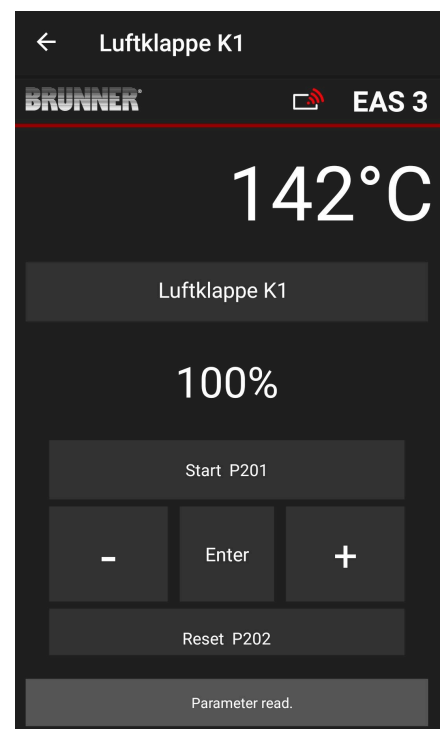 ← Luftklappe K1
BRUNNER® EAS 3
142°C
Luftklappe K1
100%
Start P201
- Enter +
Reset P202
Parameter read.